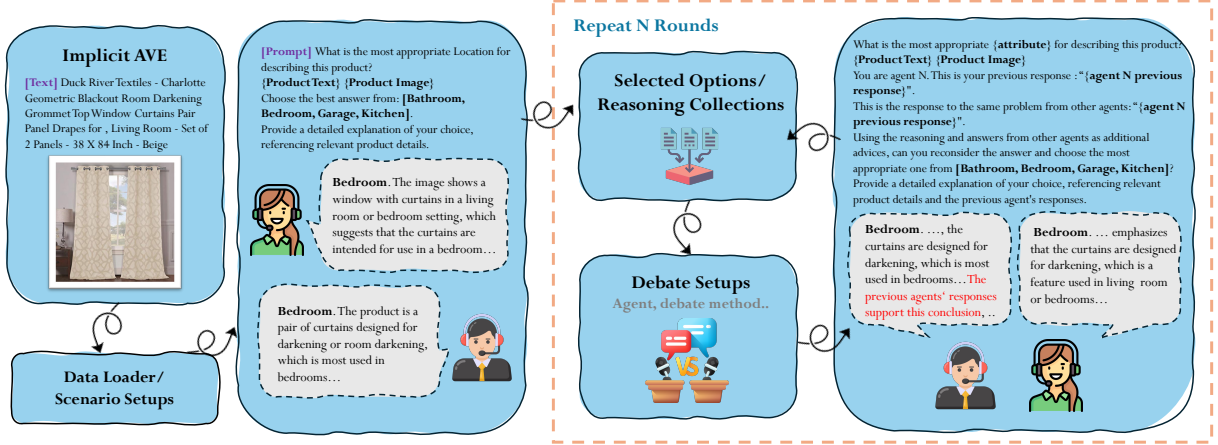 Implicit AVE
[Text] Duck River Textiles - Charlotte
Geometric Blackout Room Darkening
Grommet Top Window Curtains Pair
Panel Drapes for , Living Room - Set of
2 Panels - 38 X 84 Inch - Beige
Data Loader/
Scenario Setups
[Prompt] What is the most appropriate Location for
describing this product?
{ProductText} {Product Image}
Choose the best answer from: [Bathroom,
Bedroom, Garage, Kitchen].
Provide a detailed explanation of your choice,
referencing relevant product details.
Bedroom. The image shows a
window with curtains in a living
room or bedroom setting, which
suggests that the curtains are
intended for use in a bedroom…
Bedroom. The product is a
pair of curtains designed for
darkening or room darkening,
which is most used in
bedrooms…
Repeat N Rounds
Selected Options/
Reasoning Collections
Debate Setups
Agent, debate method..
VS
What is the most appropriate {attribute} for describing this product?
{ProductText} {Product Image}
You are agent N. This is your previous response : "{agent N previous
response}".
This is the response to the same problem from other agents: "{agent N
previous response}".
Using the reasoning and answers from other agents as additional
advices, can you reconsider the answer and choose the most
appropriate one from [Bathroom, Bedroom, Garage, Kitchen]?
Provide a detailed explanation of your choice, referencing relevant
product details and the previous agent's responses.
Bedroom. …, the
curtains are designed for
darkening, which is most
used in bedrooms…The
previous agents' responses
support this conclusion, ..
Bedroom. … emphasizes
that the curtains are designed
for darkening, which is a
feature used in living room
or bedrooms…